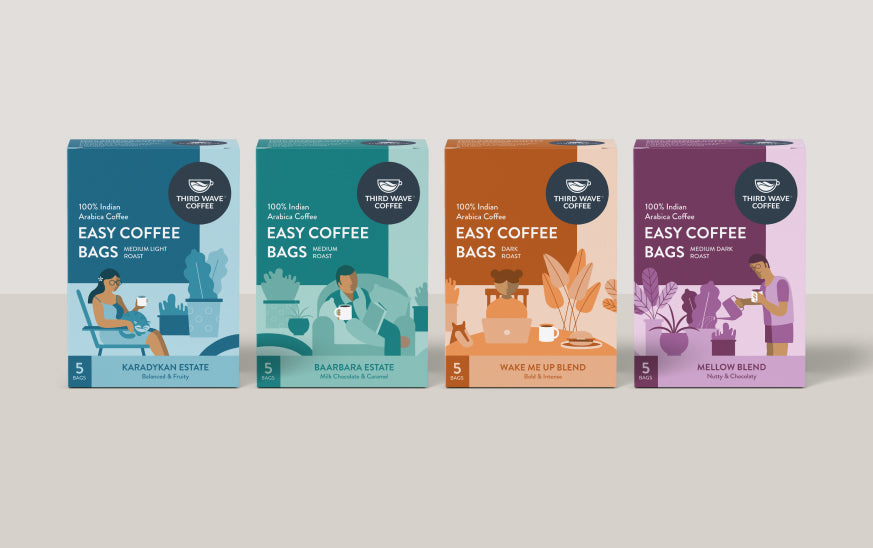 THIRD WAVE
COFFEE
100% Indian
Arabica Coffee
EASY COFFEE
BAGS MEDIUM LIGHT
ROAST
5
BAGS
KARADYKAN ESTATE
Balanced & Fruity
THIRD WAVE
COFFEE
100% Indian
Arabica Coffee
EASY COFFEE
BAGS MEDIUM
ROAST
5
BAGS
BAARBARA ESTATE
Milk Chocolate & Caramel
THIRD WAVE
COFFEE
100% Indian
Arabica Coffee
EASY COFFEE
BAGS DARK
ROAST
5
BAGS
WAKE ME UP BLEND
Bold & Intense
THIRD WAVE
COFFEE
100% Indian
Arabica Coffee
EASY COFFEE
BAGS MEDIUM DARK
ROAST
5
BAGS
MELLOW BLEND
Nutty & Chocolaty